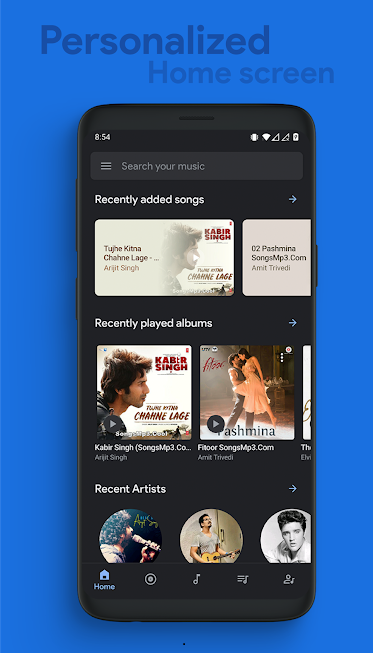 Personalized
Home screen
8:54
Search your music
Recently added songs
Tujhe Kitna
Chahne Lage - ...
Arijit Singh
KABIR
SINGH
TUJHE KITNA
CHAHNE LAGE
02 Pashmina
SongsMp3.Com
Amit Trivedi
Recently played albums
KABIR
SINGH
TUJHE KITNA
CHAHNE LAGE
SongsMp3.Cool
fitoor
Pashmina
Kabir Singh (SongsMp3.Co...
Arijit Singh
Fitoor SongsMp3.Com
Amit Trivedi
The
Elvi
Recent Artists
Home